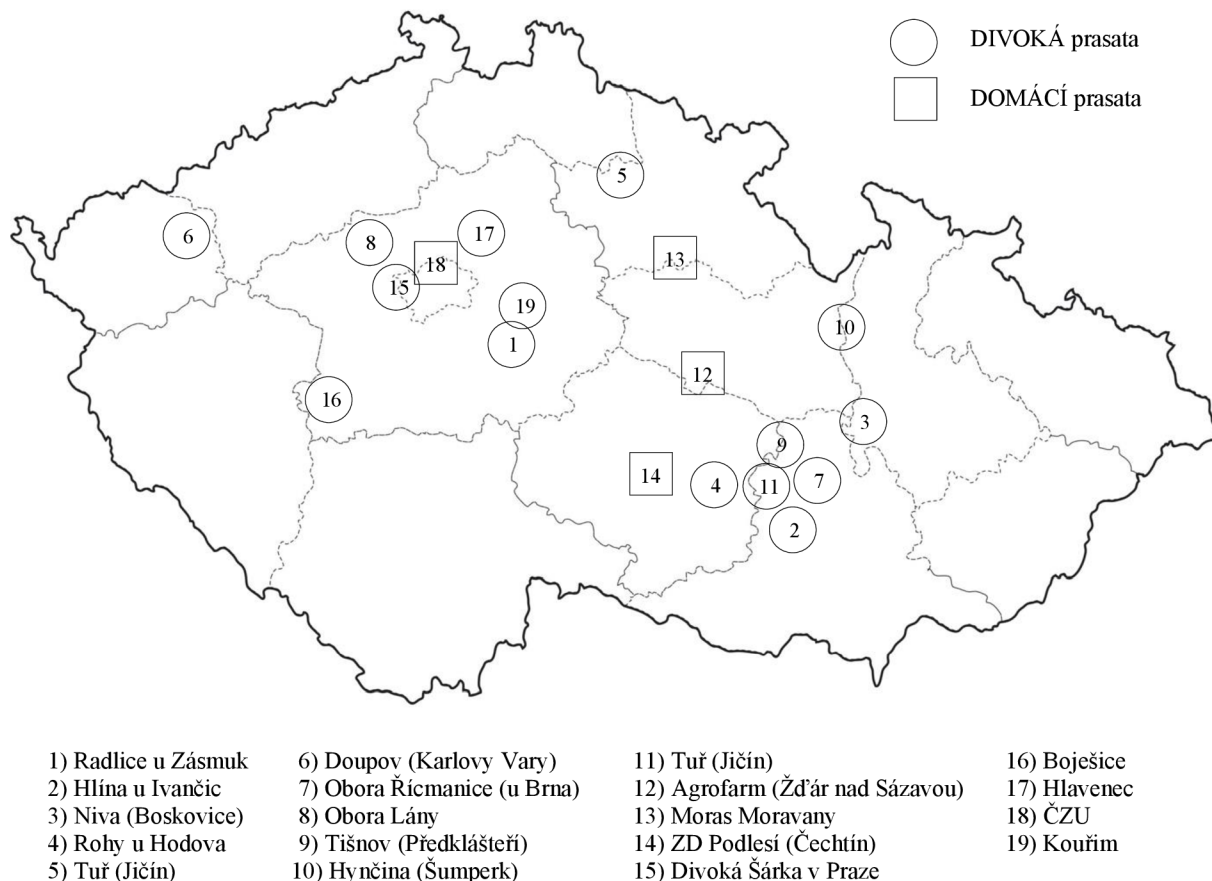 DIVOKÁ prasata
DOMÁCÍ prasata
5
6
17
8
18
13
15
19
10
1
12
16
3
9
14
4
11
7
2
1) Radlice u Zásmuk
2) Hlína u Ivančic
3) Niva (Boskovice)
4) Rohy u Hodova
5) Tuř (Jičín)
6) Doupov (Karlovy Vary)
7) Obora Řícmanice (u Brna)
8) Obora Lány
9) Tišnov (Předklášteří)
10) Hynčina (Šumperk)
11) Tuř (Jičín)
12) Agrofarm (Žďár nad Sázavou)
13) Moras Moravany
14) ZD Podlesí (Čechtín)
15) Divoká Šárka v Praze
16) Boješice
17) Hlavenec
18) ČZU
19) Kouřim